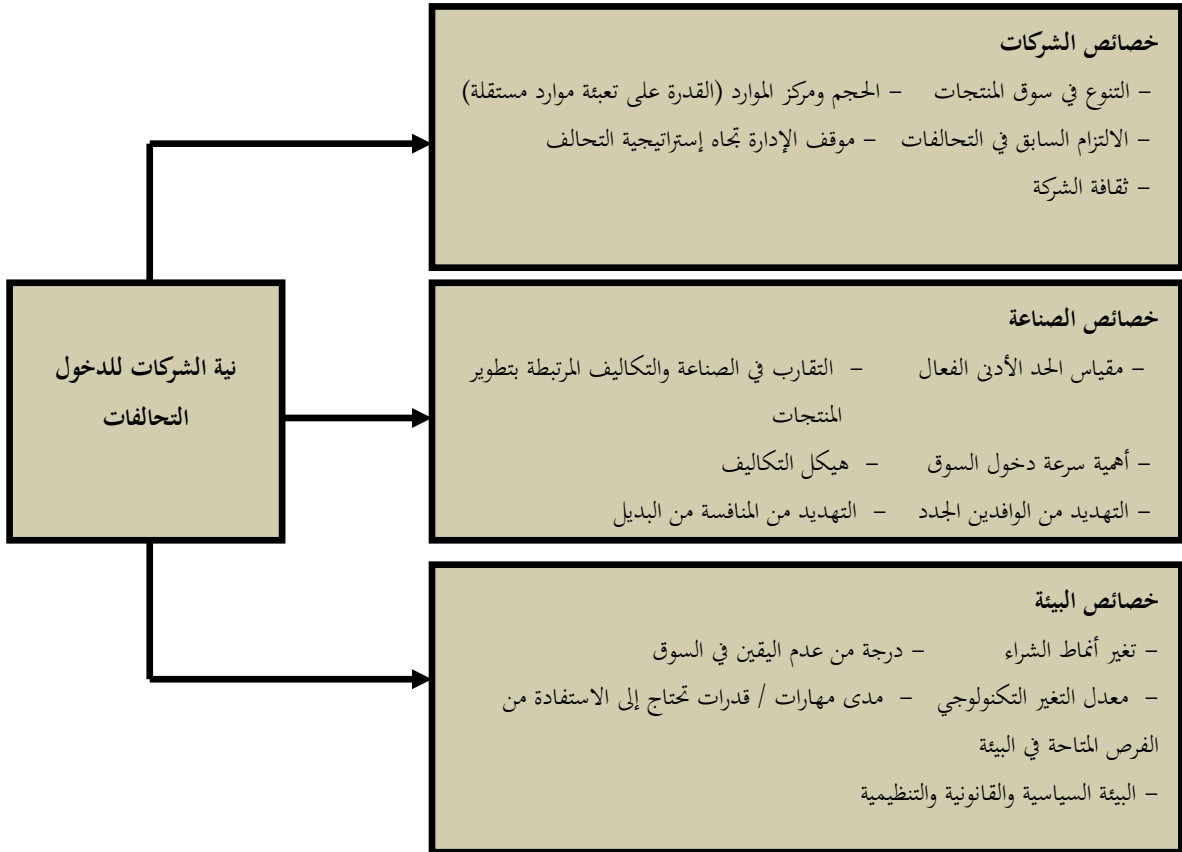 خصائص الشركات
– التنوع في سوق المنتجات – الحجم ومركز الموارد (القدرة على تعبئة موارد مستقلة)
– الالتزام السابق في التحالفات – موقف الإدارة تجاه إستراتيجية التحالف
– ثقافة الشركة
نية الشركات للدخول
التحالفات
خصائص الصناعة
– مقياس الحد الأدنى الفعال – التقارب في الصناعة والتكاليف المرتبطة بتطوير
المنتجات
– أهمية سرعة دخول السوق – هيكل التكاليف
– التهديد من الوافدين الجدد – التهديد من المنافسة من البديل
خصائص البيئة
– تغير أنماط الشراء – درجة من عدم اليقين في السوق
– معدل التغير التكنولوجي – مدى مهارات / قدرات تحتاج إلى الاستفادة من
الفرص المتاحة في البيئة
– البيئة السياسية والقانونية والتنظيمية